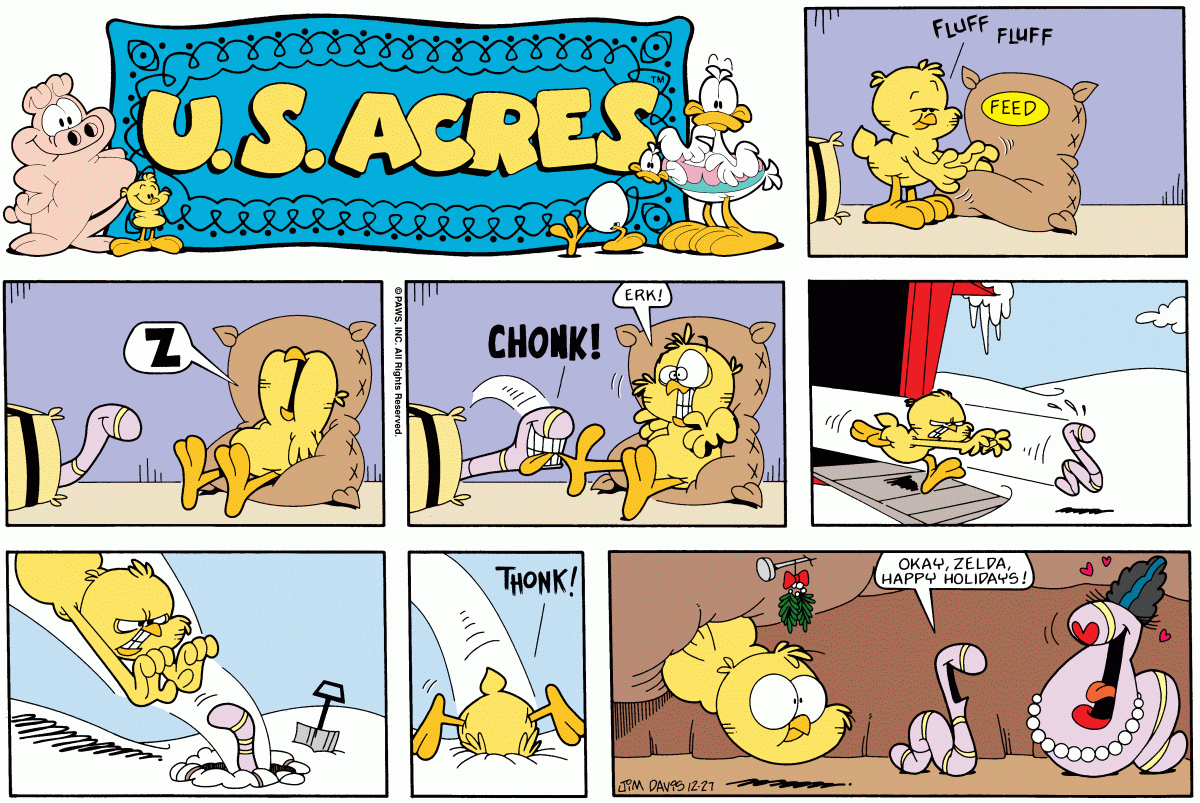 U.S. ACRES
TM
FLUFF
FLUFF
FEED
Z
© PAWS, INC. All Rights Reserved.
CHONK!
ERK!
THONK!
OKAY, ZELDA,
HAPPY HOLIDAYS!
JIM DAVIS 12-27